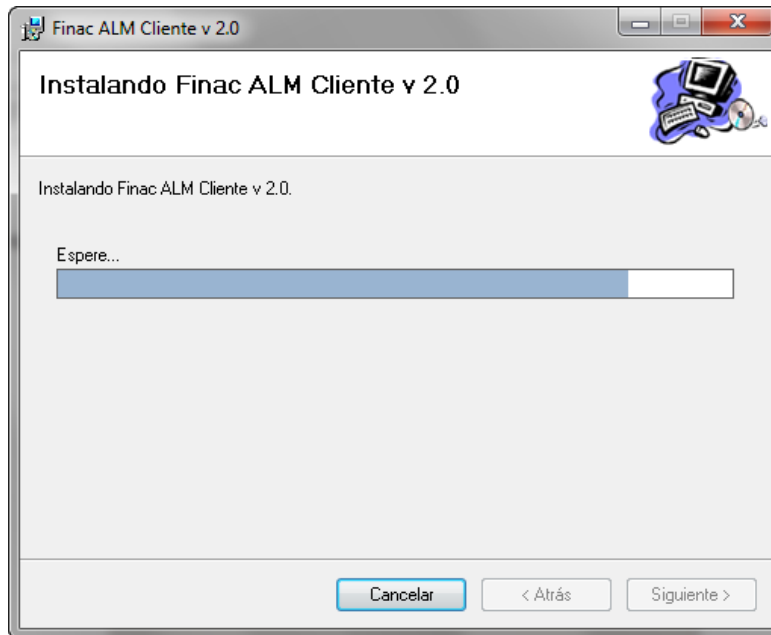 Finac ALM Cliente v 2.0
Instalando Finac ALM Cliente v 2.0
Instalando Finac ALM Cliente v 2.0.
Espere...
Cancelar
< Atrás
Siguiente >